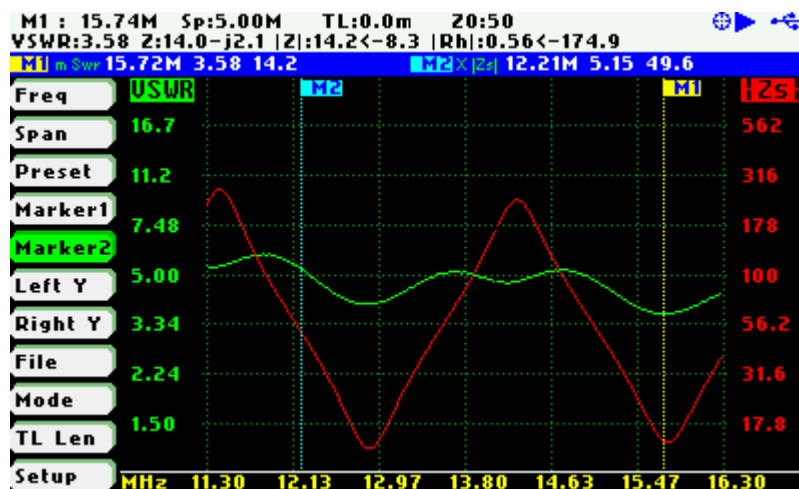 M1 : 15.74M Sp:5.00M TL:0.0m 20:50
VSWR:3.58 Z:14.0-j2.1 |Z|:14.2<-8.3 |Rh|:0.56<-174.9
M1 m Swr 15.72M 3.58 14.2 M2 X |Zs| 12.21M 5.15 49.6
Freq VSWR M2 M1 |Zs|
Span 16.7 562
Preset 11.2 316
Marker1 7.48 178
Marker2
Left Y 5.00 100
Right Y 3.34 56.2
File 2.24 31.6
Mode
TL Len 1.50 17.8
Setup
MHz 11.30 12.13 12.97 13.80 14.63 15.47 16.30